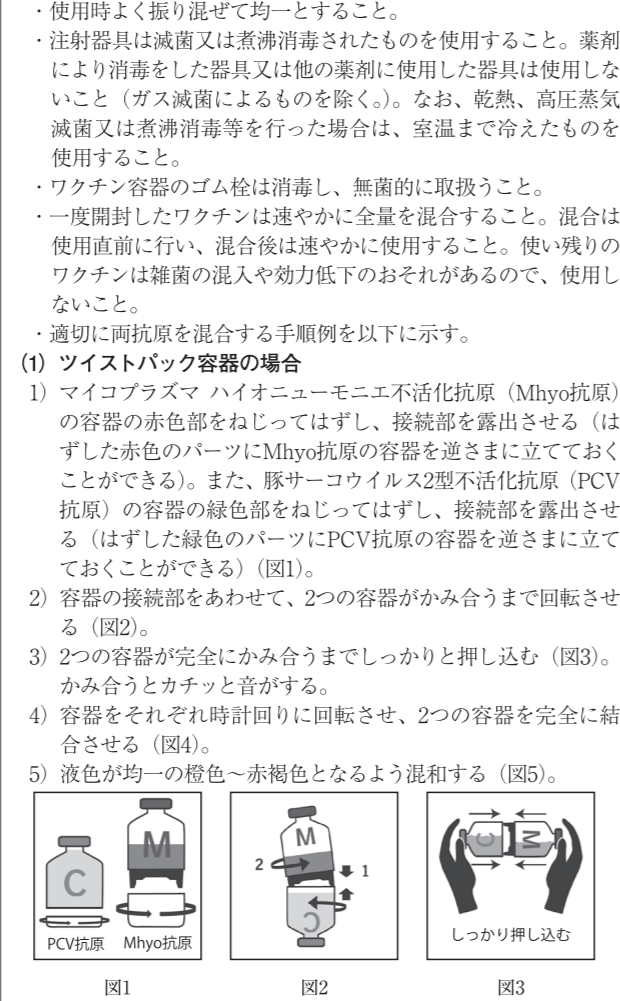 ・使用時よく振り混ぜて均一とすること。
・注射器具は滅菌又は煮沸消毒されたものを使用すること。薬剤
により消毒をした器具又は他の薬剤に使用した器具は使用しな
いこと（ガス滅菌によるものを除く。）。なお、乾熱、高圧蒸気
滅菌又は煮沸消毒等を行った場合は、室温まで冷えたものを
使用すること。
・ワクチン容器のゴム栓は消毒し、無菌的に取扱うこと。
・一度開封したワクチンは速やかに全量を混合すること。混合は
使用直前に行い、混合後は速やかに使用すること。使い残りの
ワクチンは雑菌の混入や効力低下のおそれがあるので、使用し
ないこと。
・適切に両抗原を混合する手順例を以下に示す。
（1）ツイストパック容器の場合
1）マイコプラズマ ハイオニューモニエ不活化抗原（Mhyo抗原）
の容器の赤色部をねじってはずし、接続部を露出させる（は
ずした赤色のパーツにMhyo抗原の容器を逆さまに立てておく
ことができる）。また、豚サーコウイルス2型不活化抗原（PCV
抗原）の容器の緑色部をねじってはずし、接続部を露出させ
る（はずした緑色のパーツにPCV抗原の容器を逆さまに立て
ておくことができる）（図1）。
2）容器の接続部をあわせて、2つの容器がかみ合うまで回転させ
る（図2）。
3）2つの容器が完全にかみ合うまでしっかりと押し込む（図3）。
かみ合うとカチッと音がする。
4）容器をそれぞれ時計回りに回転させ、2つの容器を完全に結
合させる（図4）。
5）液色が均一の橙色～赤褐色となるよう混和する（図5）。
C
M
PCV抗原 Mhyo抗原
M
2
1
C
C M
しっかり押し込む
図1 図2 図3